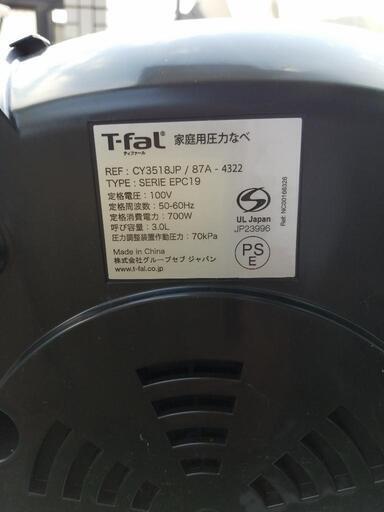 T-fal 家庭用圧力なべ
ティファール
REF : CY3518JP / 87A - 4322
TYPE : SERIE EPC19
定格電圧 : 100V
定格周波数 : 50-60Hz
定格消費電力 : 700W
呼び容量 : 3.0L
圧力調整装置作動圧力 : 70kPa
Made in China
株式会社グループセブ ジャパン
www.t-fal.co.jp
S
UL Japan
JP23996
PS
E
Ref: NC00166326